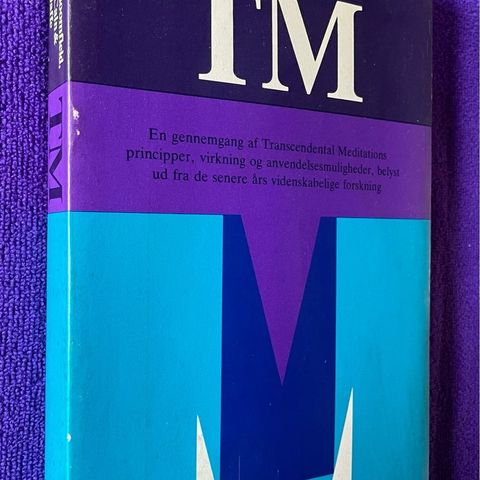 TM
En gennemgang af Transcendental Meditations
principper, virkning og anvendelsesmuligheder, belyst
ud fra de senere års videnskabelige forskning
TM